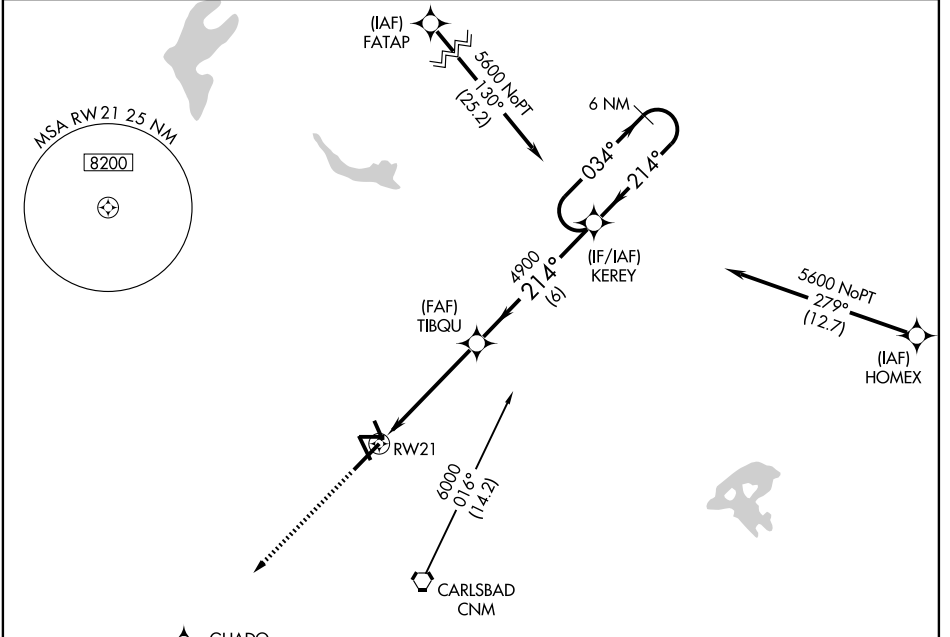 (IAF)
FATAP
5600 NoPT
130°
(25.2)
6 NM
MSA RW21 25 NM
8200
034°
214°
(IF/IAF)
KEREY
4900
214°
(6)
5600 NoPT
279°
(12.7)
(FAF)
TIBQU
(IAF)
HOMEX
RW21
6000
016°
(14.2)
CARLSBAD
CNM